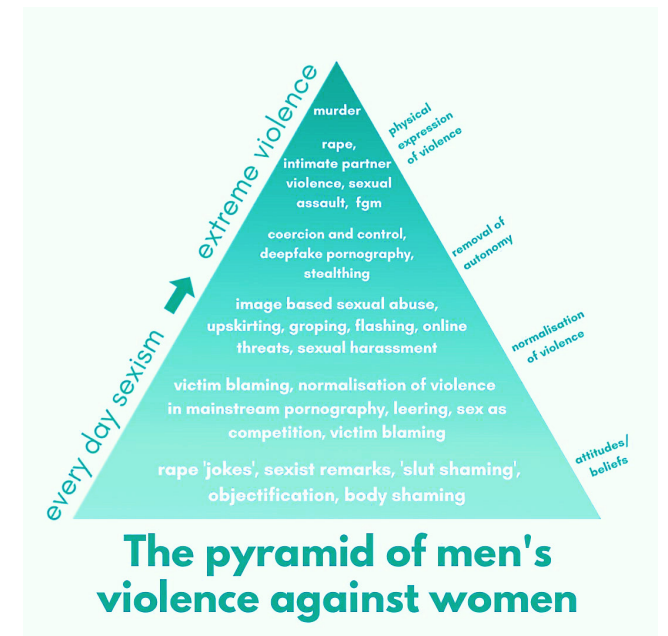 murder
rape,
intimate partner
violence, sexual
assault, fgm
coercion and control,
deepfake pornography,
stealthing
image based sexual abuse,
upskirting, groping, flashing, online
threats, sexual harassment
victim blaming, normalisation of violence
in mainstream pornography, leering, sex as
competition, victim blaming
rape 'jokes', sexist remarks, 'slut shaming',
objectification, body shaming
every day sexism
extreme violence
physical
expression
of violence
removal of
autonomy
normalisation
of violence
attitudes/
beliefs
The pyramid of men's
violence against women